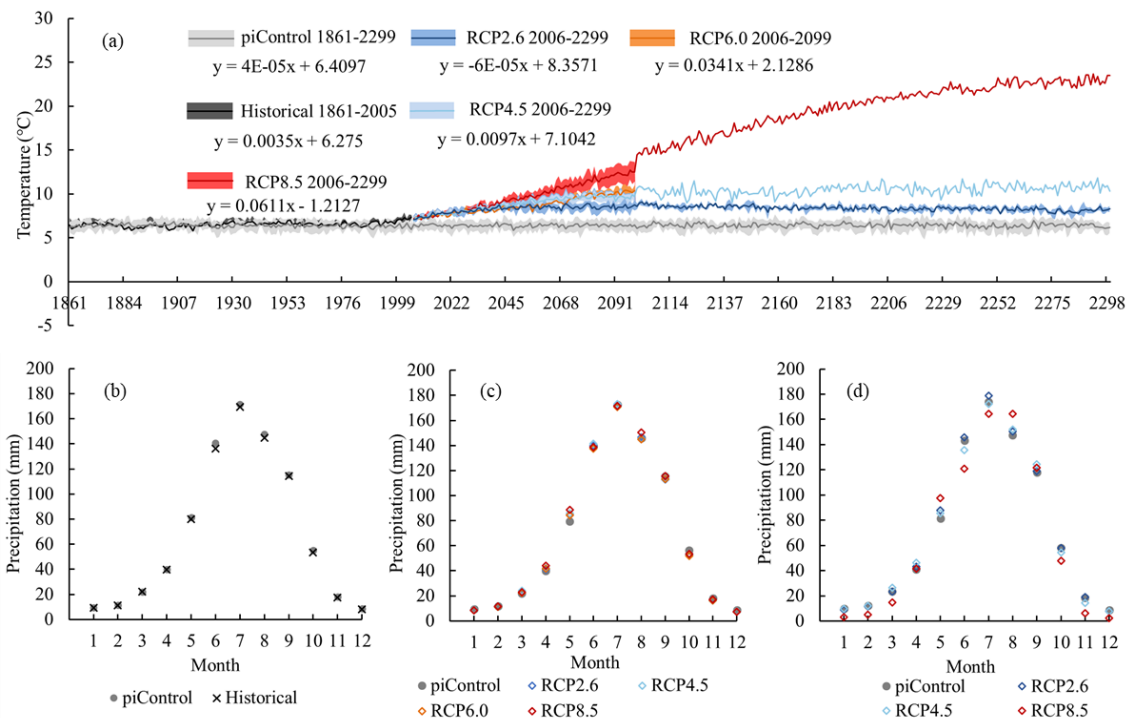 (a)
piControl 1861-2299
y = 4E-05x + 6.4097
RCP2.6 2006-2299
y = -6E-05x + 8.3571
RCP6.0 2006-2099
y = 0.0341x + 2.1286
Historical 1861-2005
y = 0.0035x + 6.275
RCP4.5 2006-2299
y = 0.0097x + 7.1042
RCP8.5 2006-2299
y = 0.0611x - 1.2127
Temperature (°C)
30
25
20
15
10
5
0
-5
1861 1884 1907 1930 1953 1976 1999 2022 2045 2068 2091 2114 2137 2160 2183 2206 2229 2252 2275 2298
(b)
Precipitation (mm)
200
180
160
140
120
100
80
60
40
20
0
1 2 3 4 5 6 7 8 9 10 11 12
Month
piControl Historical
(c)
Precipitation (mm)
200
180
160
140
120
100
80
60
40
20
0
1 2 3 4 5 6 7 8 9 10 11 12
Month
piControl RCP2.6 RCP4.5
RCP6.0 RCP8.5
(d)
Precipitation (mm)
200
180
160
140
120
100
80
60
40
20
0
1 2 3 4 5 6 7 8 9 10 11 12
Month
piControl RCP2.6
RCP4.5 RCP8.5